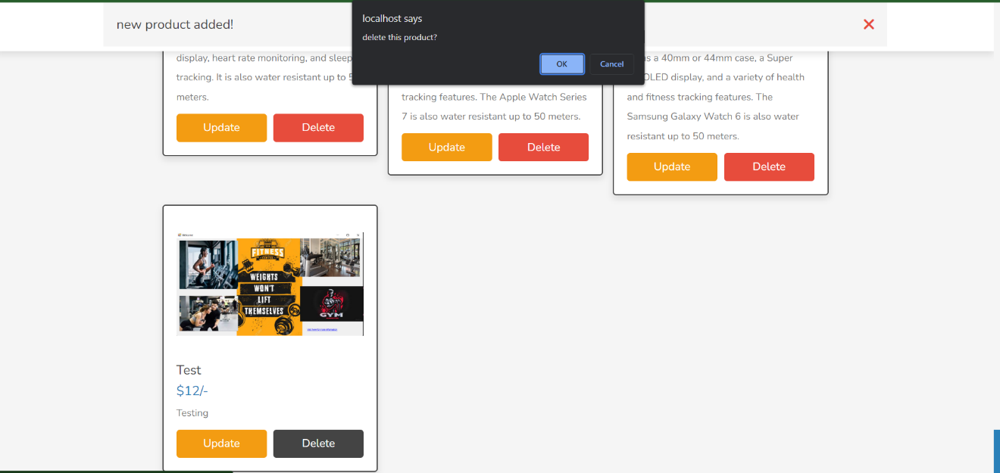 new product added!
localhost says
delete this product?
OK
Cancel
display, heart rate monitoring, and sleep
tracking. It is also water resistant up to 5
meters.
Update
Delete
tracking features. The Apple Watch Series
7 is also water resistant up to 50 meters.
Update
Delete
s a 40mm or 44mm case, a Super
OLED display, and a variety of health
and fitness tracking features. The
Samsung Galaxy Watch 6 is also water
resistant up to 50 meters.
Update
Delete
Welcome
FITNESS
WEIGHTS
WON'T
LIFT
THEMSELVES
GYM
Test
$12/-
Testing
Update
Delete